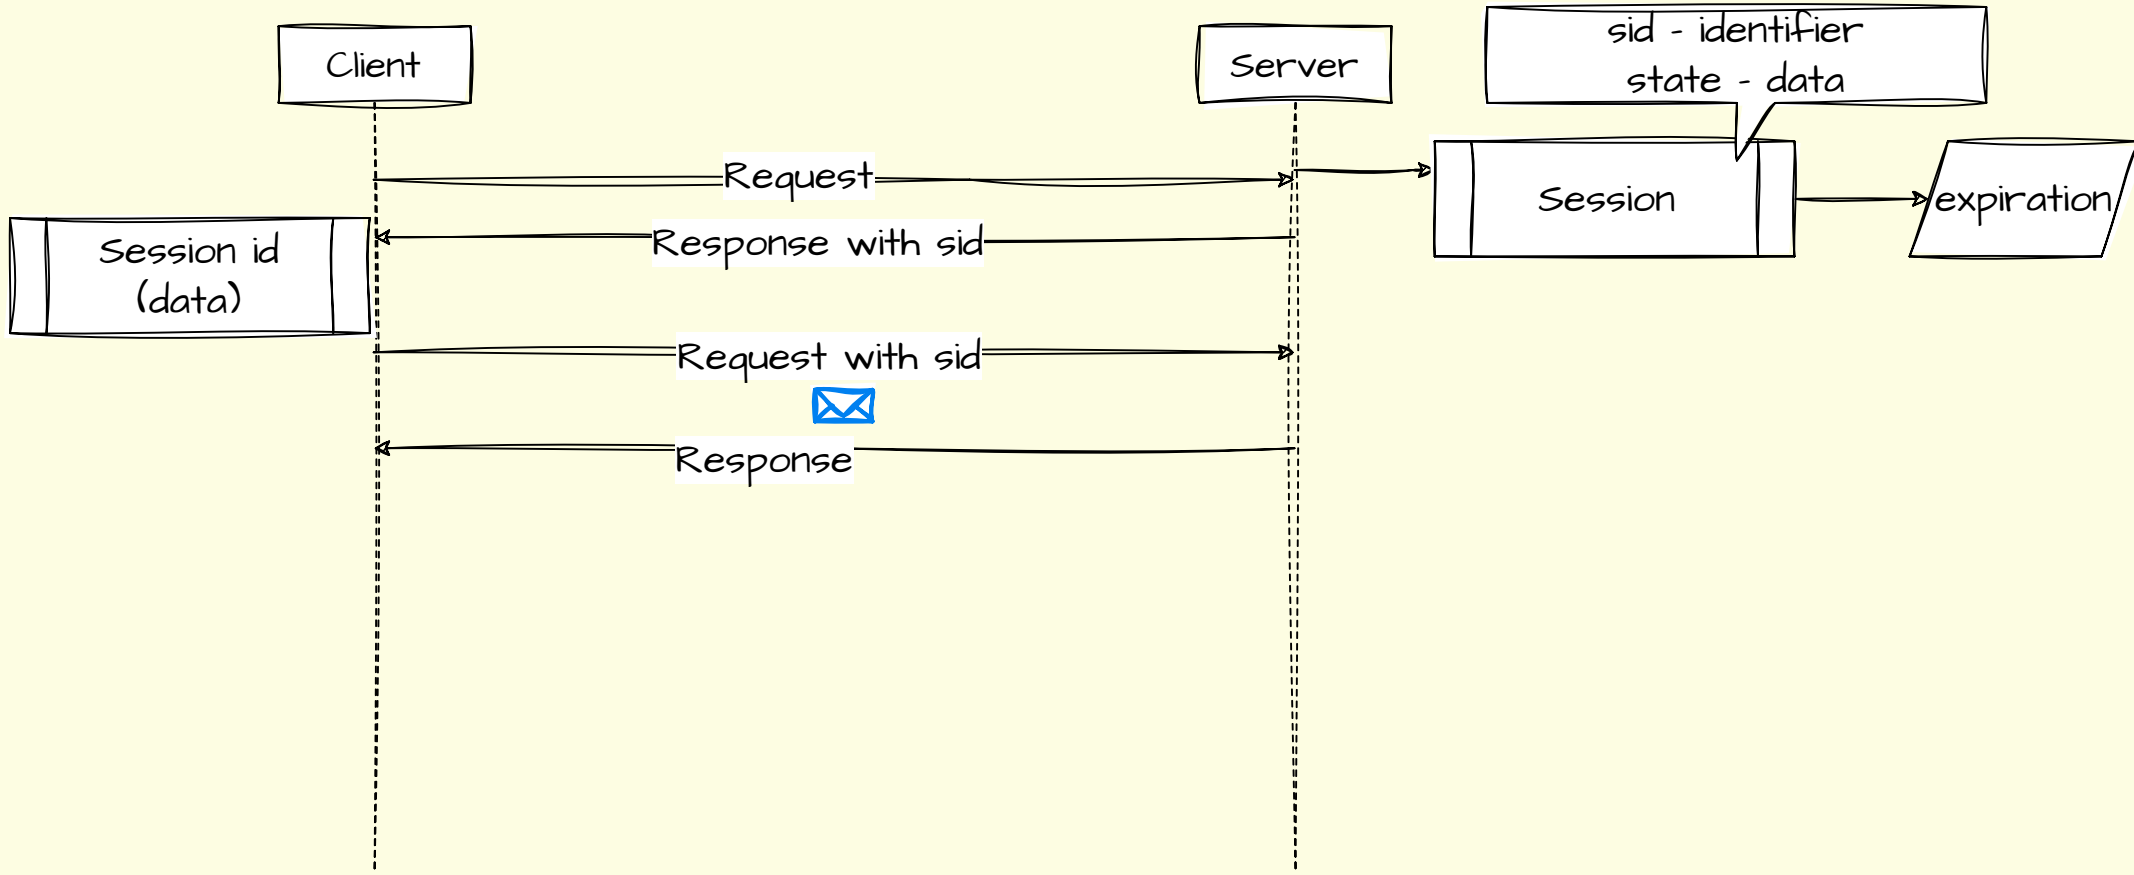 Client
Server
sid - identifier
state - data
Request
Session
expiration
Response with sid
Session id
(data)
Request with sid
Response